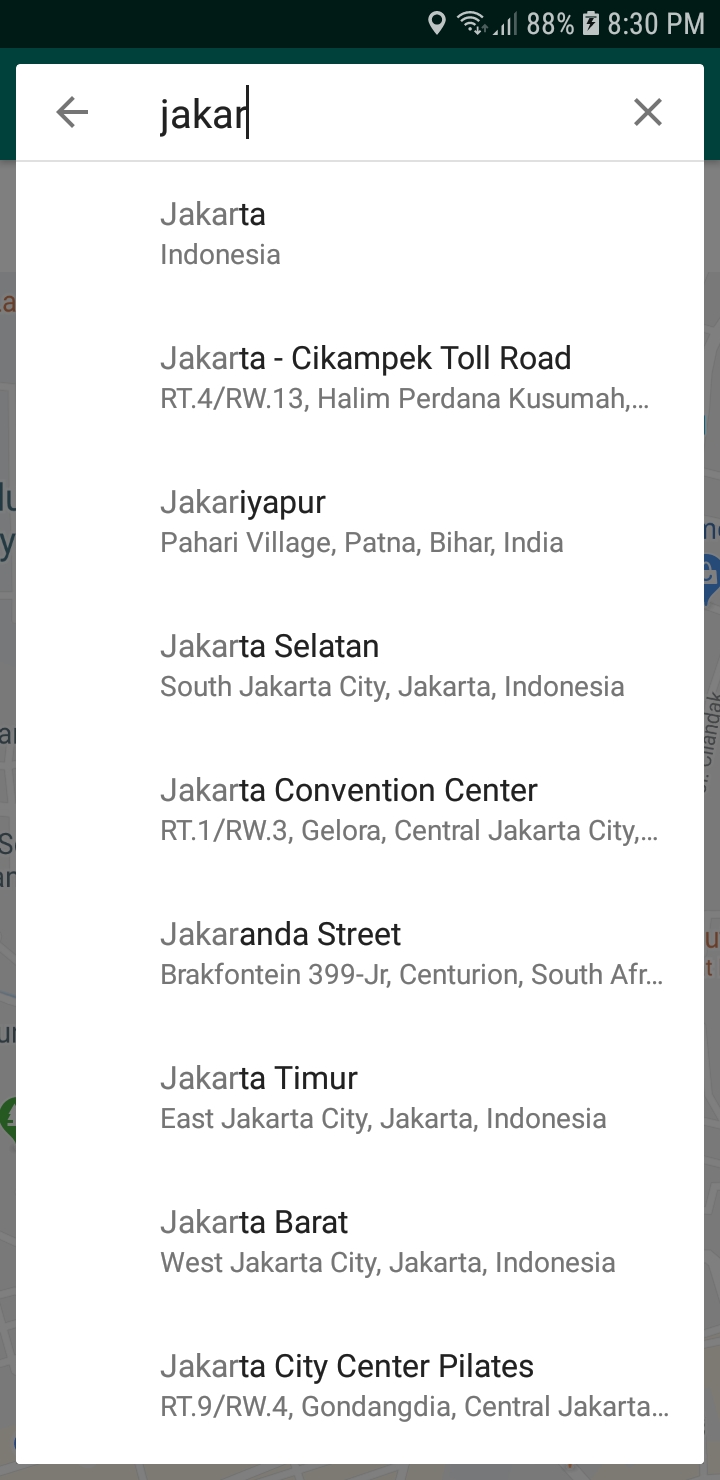 88% 8:30 PM
jakar
Jakarta
Indonesia
Jakarta - Cikampek Toll Road
RT.4/RW.13, Halim Perdana Kusumah,...
Jakariyapur
Pahari Village, Patna, Bihar, India
Jakarta Selatan
South Jakarta City, Jakarta, Indonesia
Jakarta Convention Center
RT.1/RW.3, Gelora, Central Jakarta City,...
Jakaranda Street
Brakfontein 399-Jr, Centurion, South Afr...
Jakarta Timur
East Jakarta City, Jakarta, Indonesia
Jakarta Barat
West Jakarta City, Jakarta, Indonesia
Jakarta City Center Pilates
RT.9/RW.4, Gondangdia, Central Jakarta...